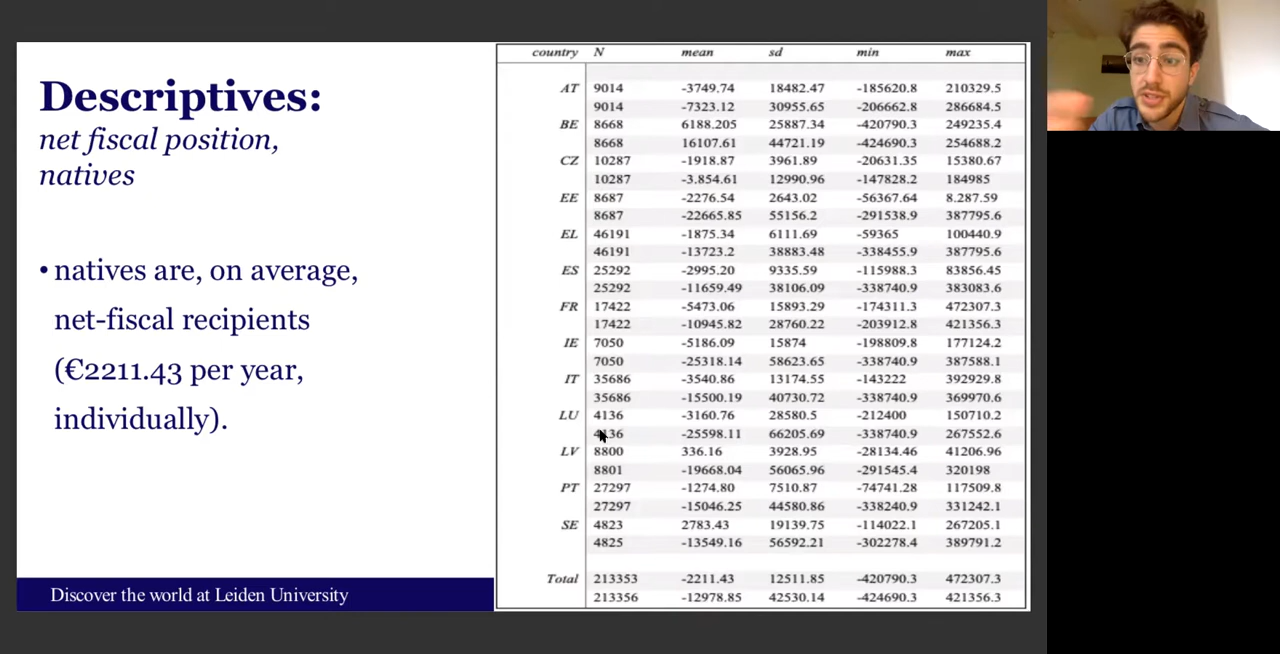 Descriptives:
net fiscal position,
natives
• natives are, on average,
net-fiscal recipients
(€2211.43 per year,
individually).
Discover the world at Leiden University
country N mean sd min max
AT 9014 -3749.74 18482.47 -185620.8 210329.5
9014 -7323.12 30955.65 -206662.8 286684.5
BE 8668 6188.205 25887.34 -420790.3 249235.4
8668 16107.61 44721.19 -424690.3 254688.2
CZ 10287 -1918.87 3961.89 -20631.35 15380.67
10287 -3.854.61 12990.96 -147828.2 184985
EE 8687 -2276.54 2643.02 -56367.64 8.287.59
8687 -22665.85 55156.2 -291538.9 387795.6
EL 46191 -1875.34 6111.69 -59365 100440.9
46191 -13723.2 38883.48 -338455.9 387795.6
ES 25292 -2995.20 9335.59 -115988.3 83856.45
25292 -11659.49 38106.09 -338740.9 383083.6
FR 17422 -5473.06 15893.29 -174311.3 472307.3
17422 -10945.82 28760.22 -203912.8 421356.3
IE 7050 -5186.09 15874 -198809.8 177124.2
7050 -25318.14 58623.65 -338740.9 387588.1
IT 35686 -3540.86 13174.55 -143222 392929.8
35686 -15500.19 40730.72 -338740.9 369970.6
LU 4136 -3160.76 28580.5 -212400 150710.2
4136 -25598.11 66205.69 -338740.9 267552.6
LV 8800 336.16 3928.95 -28134.46 41206.96
8801 -19668.04 56065.96 -291545.4 320198
PT 27297 -1274.80 7510.87 -74741.28 117509.8
27297 -15046.25 44580.86 -338240.9 331242.1
SE 4823 2783.43 19139.75 -114022.1 267205.1
4825 -13549.16 56592.21 -302278.4 389791.2
Total 213353 -2211.43 12511.85 -420790.3 472307.3
213356 -12978.85 42530.14 -424690.3 421356.3